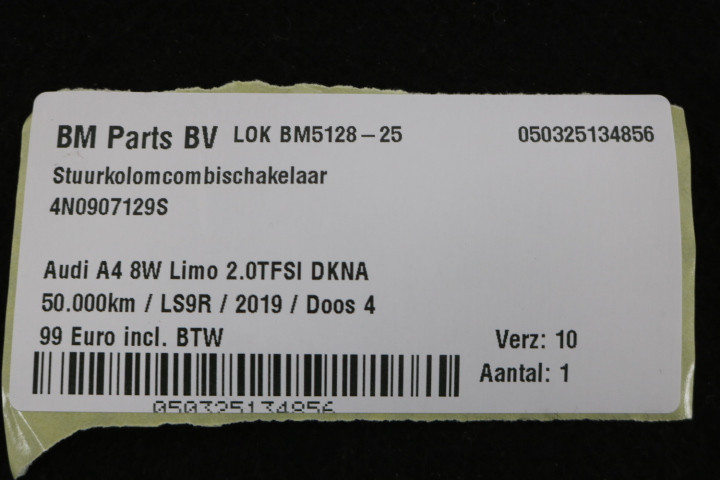 BM Parts BV LOK BM5128-25 050325134856
Stuurkolomcombischakelaar
4N0907129S
Audi A4 8W Limo 2.0TFSI DKNA
50.000km / LS9R / 2019 / Doos 4
99 Euro incl. BTW
Verz: 10
Aantal: 1
050325134856